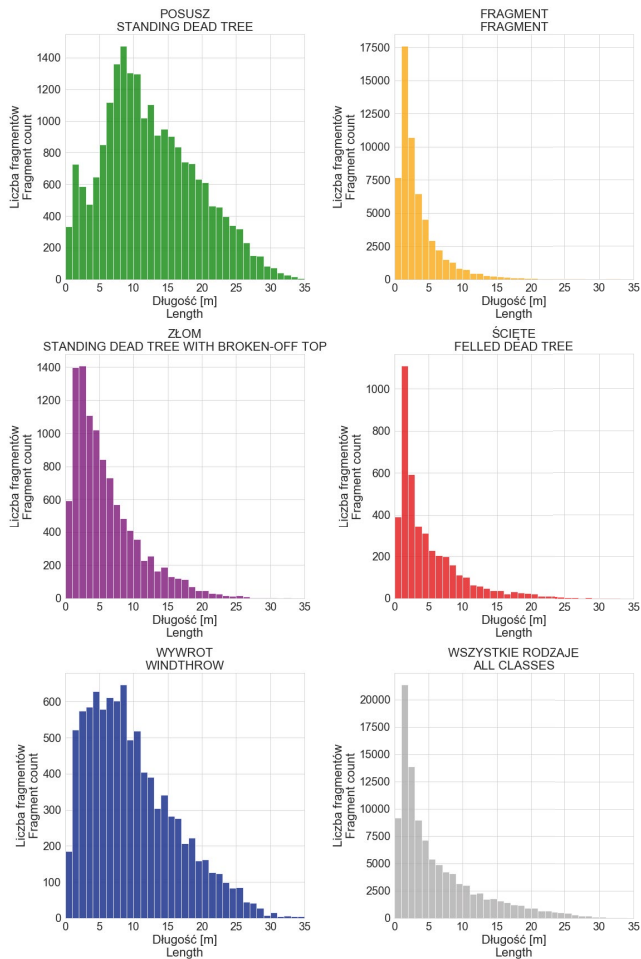 POSUSZ
STANDING DEAD TREE
Liczba fragmentów
Fragment count
1400
1200
1000
800
600
400
200
0
0 5 10 15 20 25 30 35
Długość [m]
Length
FRAGMENT
FRAGMENT
Liczba fragmentów
Fragment count
17500
15000
12500
10000
7500
5000
2500
0
0 5 10 15 20 25 30 35
Długość [m]
Length
ZŁOM
STANDING DEAD TREE WITH BROKEN-OFF TOP
Liczba fragmentów
Fragment count
1400
1200
1000
800
600
400
200
0
0 5 10 15 20 25 30 35
Długość [m]
Length
ŚCIĘTE
FELLED DEAD TREE
Liczba fragmentów
Fragment count
1000
800
600
400
200
0
0 5 10 15 20 25 30 35
Długość [m]
Length
WYWROT
WINDTHROW
Liczba fragmentów
Fragment count
600
500
400
300
200
100
0
0 5 10 15 20 25 30 35
Długość [m]
Length
WSZYSTKIE RODZAJE
ALL CLASSES
Liczba fragmentów
Fragment count
20000
17500
15000
12500
10000
7500
5000
2500
0
0 5 10 15 20 25 30 35
Długość [m]
Length